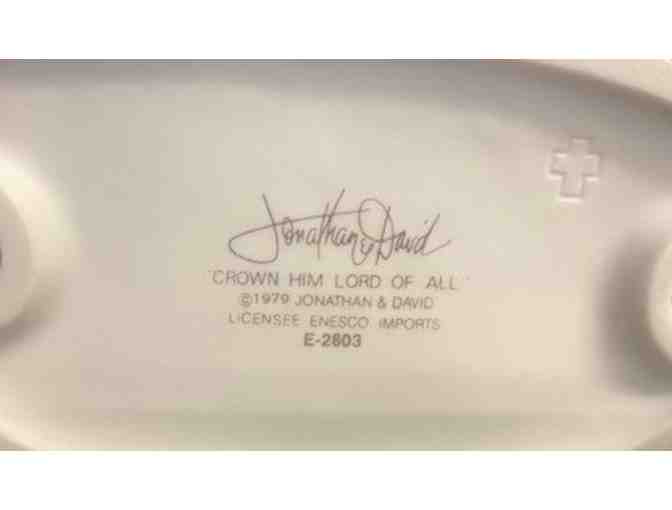 Jonathan & David
"CROWN HIM LORD OF ALL"
©1979 JONATHAN & DAVID
LICENSEE ENESCO IMPORTS
E-2803